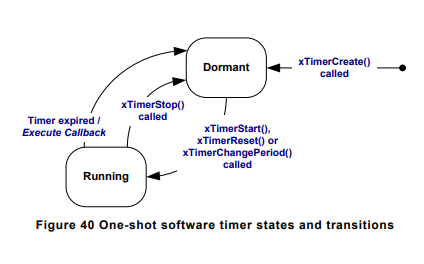 xTimerCreate()
called
Dormant
xTimerStop()
called
Timer expired /
Execute Callback
xTimerStart(),
xTimerReset() or
xTimerChangePeriod()
called
Running
Figure 40 One-shot software timer states and transitions